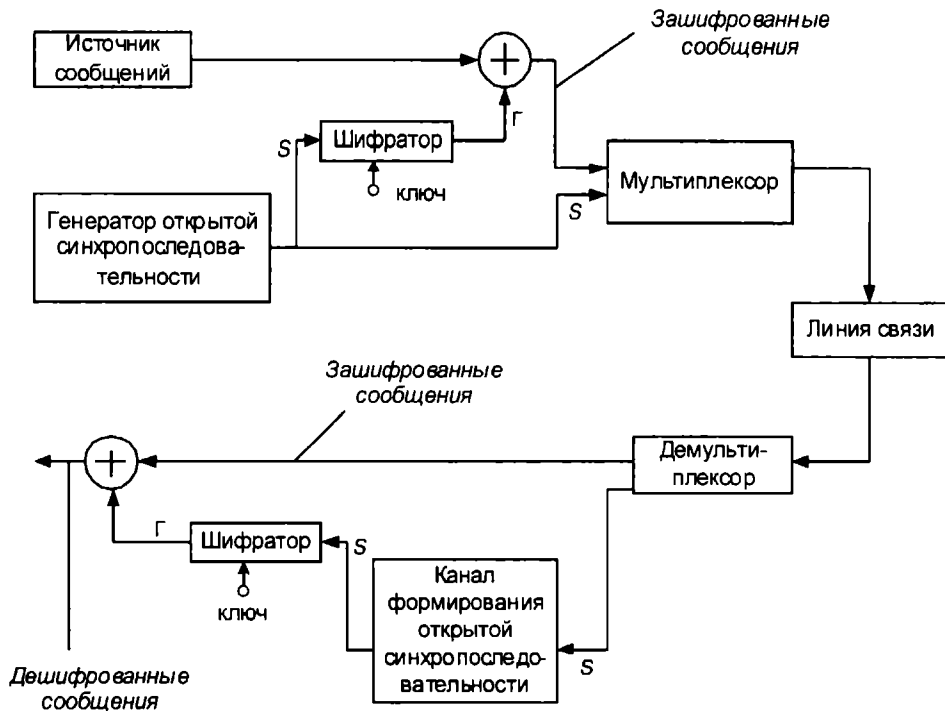 Источник
сообщений
Зашифрованные
сообщения
Г
S
Шифратор
ключ
Мультиплексор
S
Генератор открытой
синхропоследова-
тельности
Линия связи
Зашифрованные
сообщения
Демульти-
плексор
Г
Шифратор
S
ключ
Канал
формирования
открытой
синхропоследо-
вательности
S
Дешифрованные
сообщения